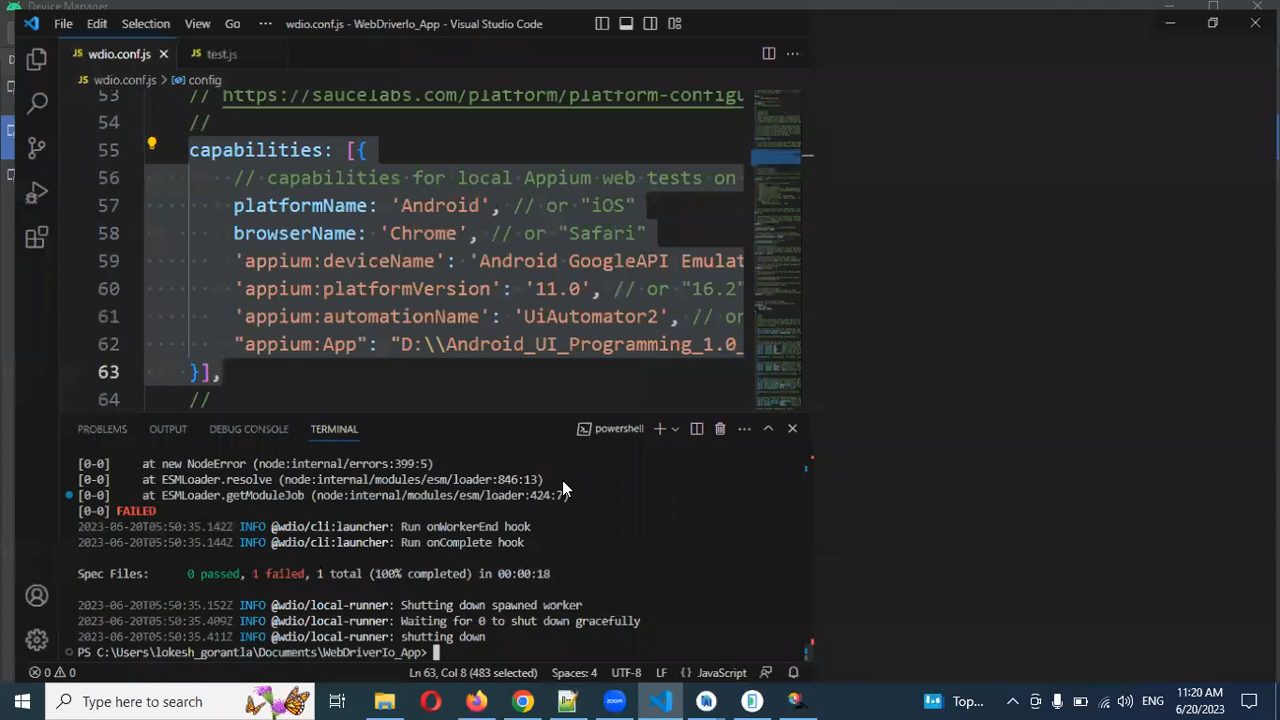 Device Manager
File Edit Selection View Go ··· wdio.conf.js - WebDriverIo_App - Visual Studio Code
JS wdio.conf.js × JS test.js
JS wdio.conf.js > config
53 // https://saucelabs.com/platform/platform-configu
54 //
55 capabilities: [{
56 // capabilities for local Appium web tests on
57 platformName: 'Android', // or "iOS"
58 browserName: 'Chrome', // or "Safari"
59 'appium:deviceName': 'Android GoogleAPI Emulat
60 'appium:platformVersion': '11.0', // or "16.2"
61 'appium:automationName': 'UiAutomator2', // or
62 "appium:App": "D:\\Android_UI_Programming_1.0_
63 }],
64 //
PROBLEMS OUTPUT DEBUG CONSOLE TERMINAL powershell
[0-0] at new NodeError (node:internal/errors:399:5)
[0-0] at ESMLoader.resolve (node:internal/modules/esm/loader:846:13)
[0-0] at ESMLoader.getModuleJob (node:internal/modules/esm/loader:424:7)
[0-0] FAILED
2023-06-20T05:50:35.142Z INFO @wdio/cli:launcher: Run onWorkerEnd hook
2023-06-20T05:50:35.144Z INFO @wdio/cli:launcher: Run onComplete hook
Spec Files: 0 passed, 1 failed, 1 total (100% completed) in 00:00:18
2023-06-20T05:50:35.152Z INFO @wdio/local-runner: Shutting down spawned worker
2023-06-20T05:50:35.409Z INFO @wdio/local-runner: Waiting for 0 to shut down gracefully
2023-06-20T05:50:35.411Z INFO @wdio/local-runner: shutting down
PS C:\Users\lokesh_gorantla\Documents\WebDriverIo_App>
0 0 Ln 63, Col 8 (483 selected) Spaces: 4 UTF-8 LF {} JavaScript
Type here to search zoom Top... ENG 11:20 AM
6/20/2023